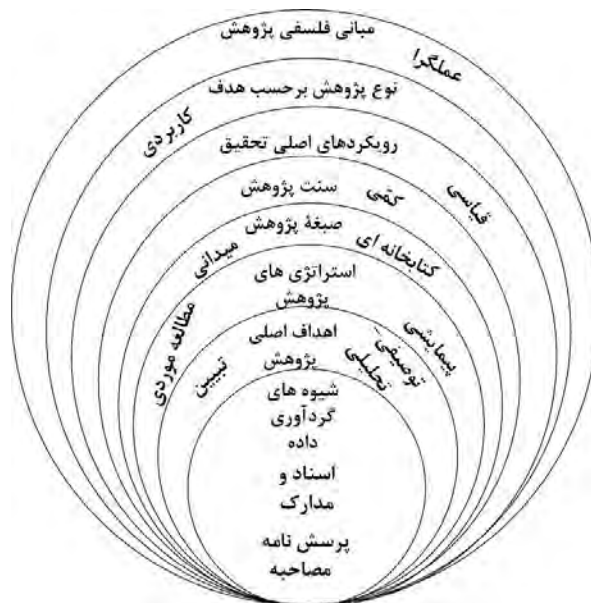 مبانی فلسفی پژوهش
عملگرا
نوع پژوهش برحسب هدف
کاربردی
رویکردهای اصلی تحقیق
قیاسی
سنت پژوهش
کمّی
صبغهٔ پژوهش
کتابخانه ای
میدانی
استراتژی های
پژوهش
پیمایشی
مطالعه موردی
اهداف اصلی
پژوهش
توصیفی_
تحلیلی
تبیین
شیوه های
گردآوری
داده
اسناد و
مدارک
پرسش نامه
مصاحبه